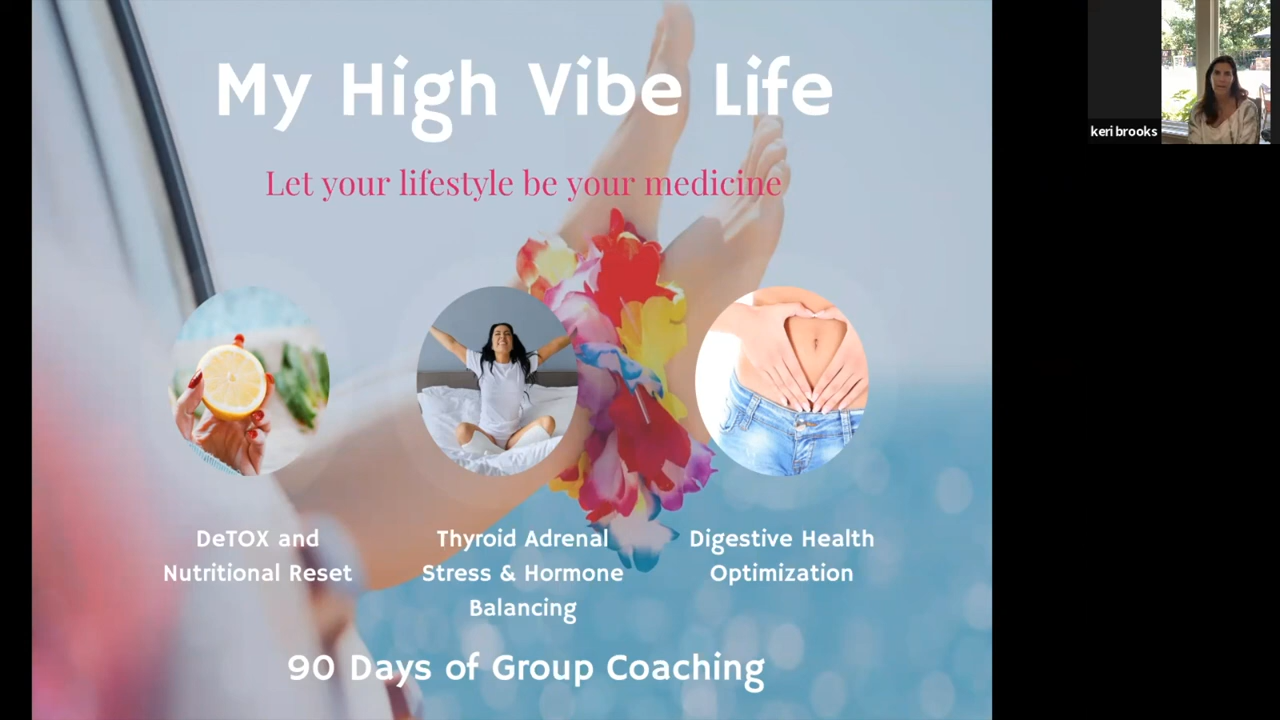 My High Vibe Life
keri brooks
Let your lifestyle be your medicine
DeTOX and
Nutritional Reset
Thyroid Adrenal
Stress & Hormone
Balancing
Digestive Health
Optimization
90 Days of Group Coaching